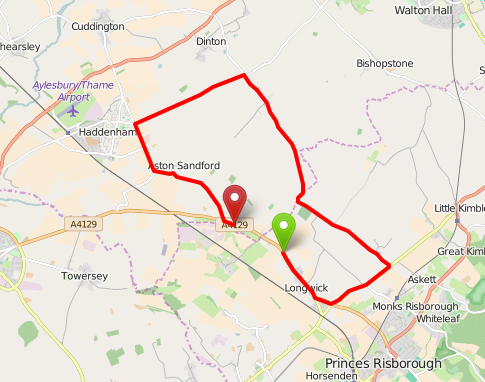 Walton Hall
Cuddington
Dinton
hearsley
Bishopstone
Aylesbury/Thame
Airport
Haddenham
Aston Sandford
Little Kimble
A4129
A4129
Great Kimb
Towersey
Askett
Longwick
Monks Risborough
Whiteleaf
Princes Risborough
Horsenden